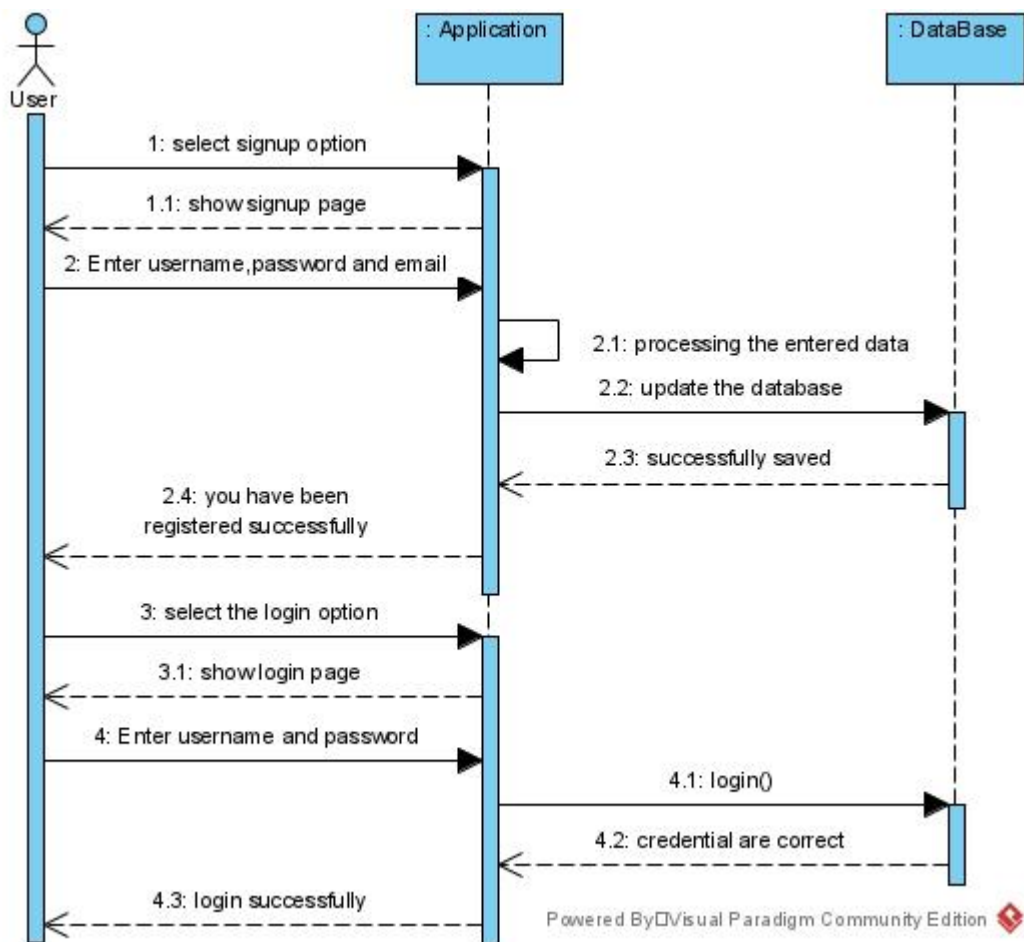 : Application
: DataBase
User
1: select signup option
1.1: show signup page
2: Enter username,password and email
2.1: processing the entered data
2.2: update the database
2.3: successfully saved
2.4: you have been
registered successfully
3: select the login option
3.1: show login page
4: Enter username and password
4.1: login()
4.2: credential are correct
4.3: login successfully
Powered By□Visual Paradigm Community Edition